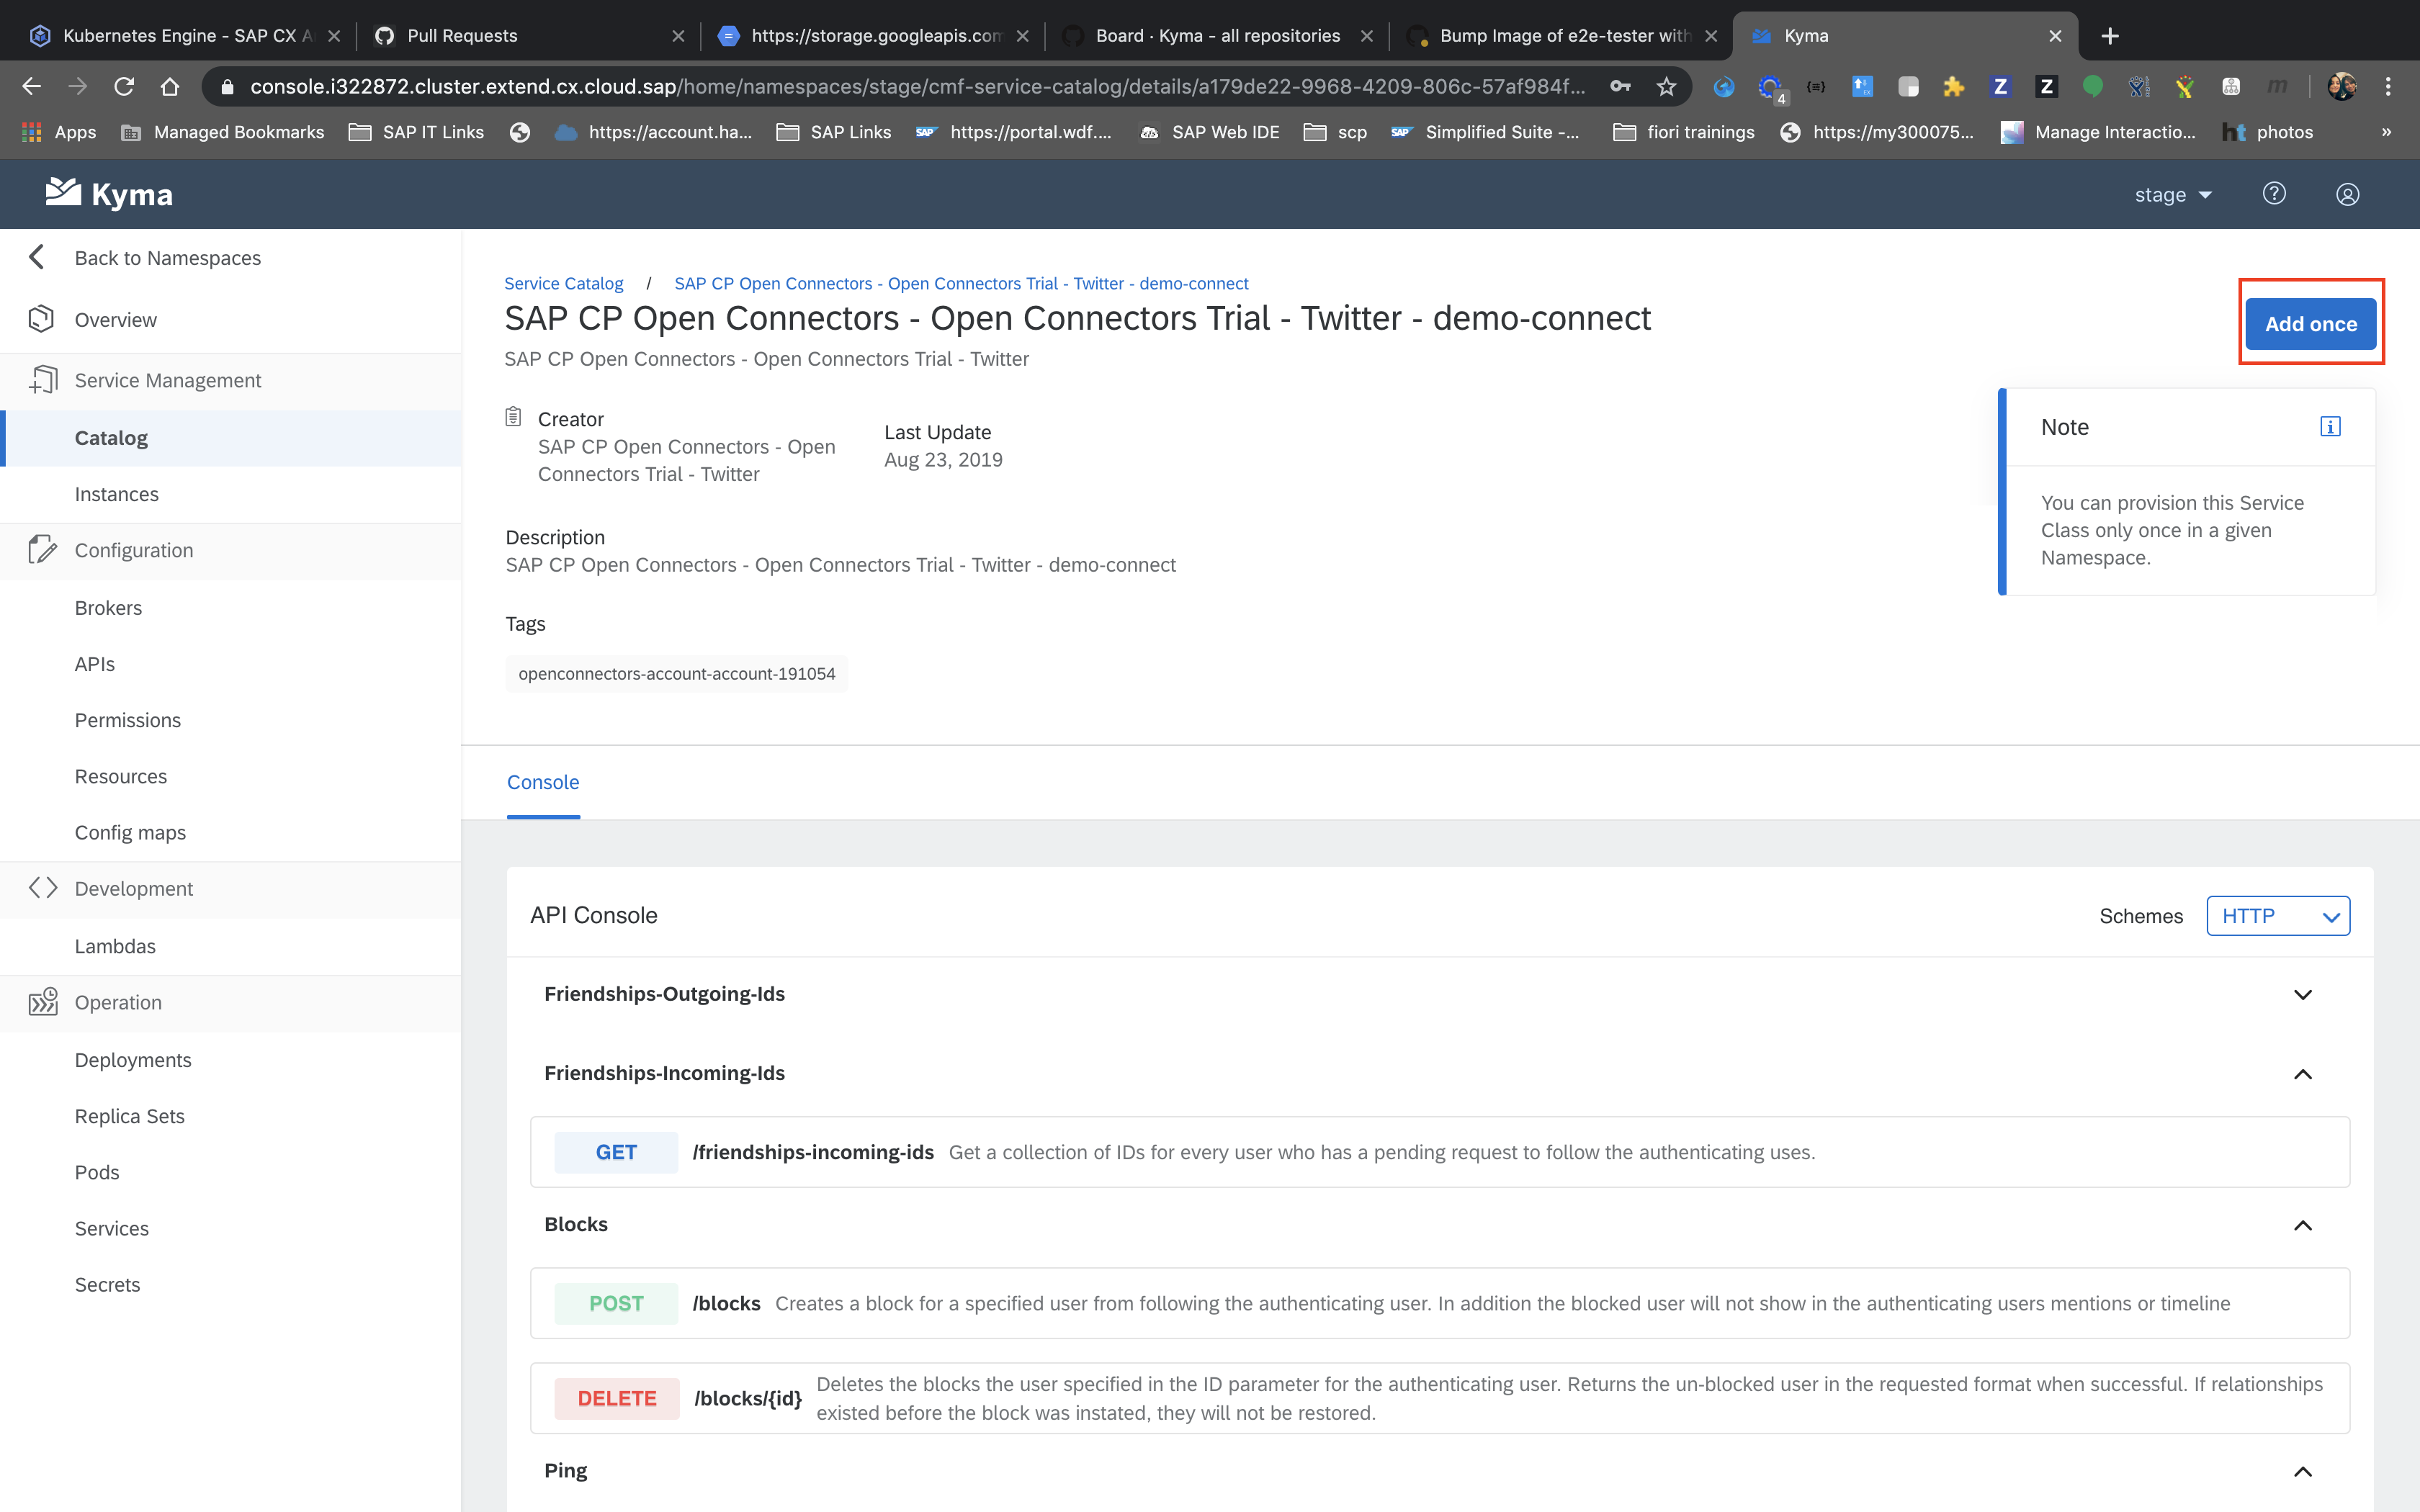 Kubernetes Engine - SAP CX A
Pull Requests
https://storage.googleapis.com
Board · Kyma - all repositories
Bump Image of e2e-tester with
Kyma
console.i322872.cluster.extend.cx.cloud.sap/home/namespaces/stage/cmf-service-catalog/details/a179de22-9968-4209-806c-57af984f...
4
Apps
Managed Bookmarks
SAP IT Links
https://account.ha...
SAP Links
SAP
https://portal.wdf....
SAP Web IDE
scp
SAP
Simplified Suite -...
fiori trainings
https://my300075...
Manage Interactio...
ht
photos
»
Kyma
stage
Back to Namespaces
Overview
Service Management
Catalog
Instances
Configuration
Brokers
APIs
Permissions
Resources
Config maps
Development
Lambdas
Operation
Deployments
Replica Sets
Pods
Services
Secrets
Service Catalog / SAP CP Open Connectors - Open Connectors Trial - Twitter - demo-connect
SAP CP Open Connectors - Open Connectors Trial - Twitter - demo-connect
SAP CP Open Connectors - Open Connectors Trial - Twitter
Add once
Creator
SAP CP Open Connectors - Open
Connectors Trial - Twitter
Last Update
Aug 23, 2019
Note
You can provision this Service
Class only once in a given
Namespace.
Description
SAP CP Open Connectors - Open Connectors Trial - Twitter - demo-connect
Tags
openconnectors-account-account-191054
Console
API Console
Schemes
HTTP
Friendships-Outgoing-Ids
Friendships-Incoming-Ids
GET /friendships-incoming-ids Get a collection of IDs for every user who has a pending request to follow the authenticating uses.
Blocks
POST /blocks Creates a block for a specified user from following the authenticating user. In addition the blocked user will not show in the authenticating users mentions or timeline
DELETE /blocks/{id} Deletes the blocks the user specified in the ID parameter for the authenticating user. Returns the un-blocked user in the requested format when successful. If relationships
existed before the block was instated, they will not be restored.
Ping